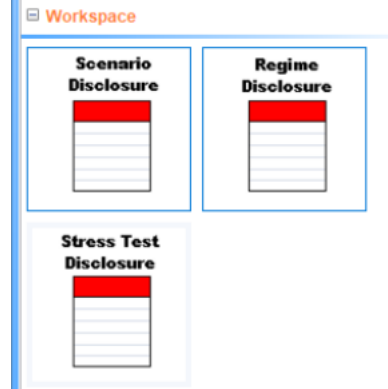 Workspace
Scenario
Disclosure
Regime
Disclosure
Stress Test
Disclosure